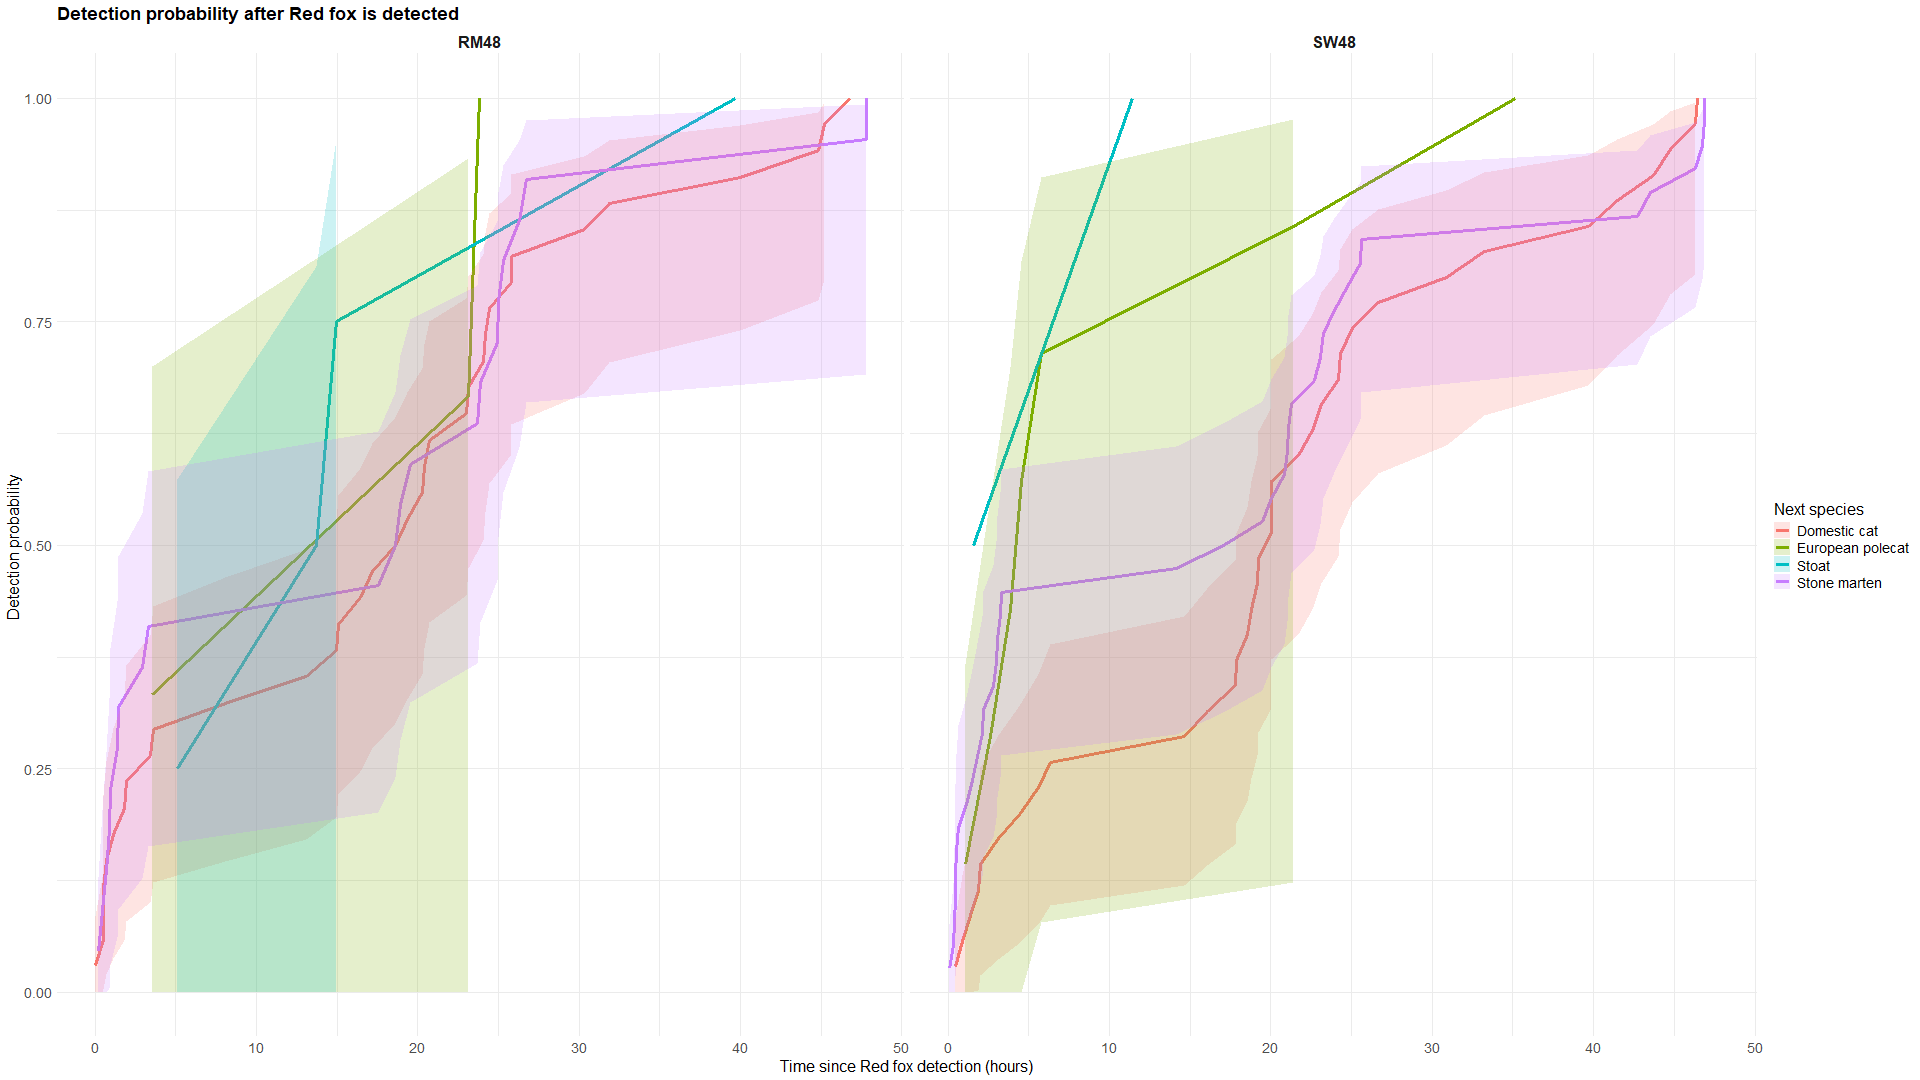 Detection probability after Red fox is detected
RM48
SW48
1.00
0.75
0.50
0.25
0.00
Detection probability
0 10 20 30 40 50
0 10 20 30 40 50
Time since Red fox detection (hours)
Next species
Domestic cat
European polecat
Stoat
Stone marten